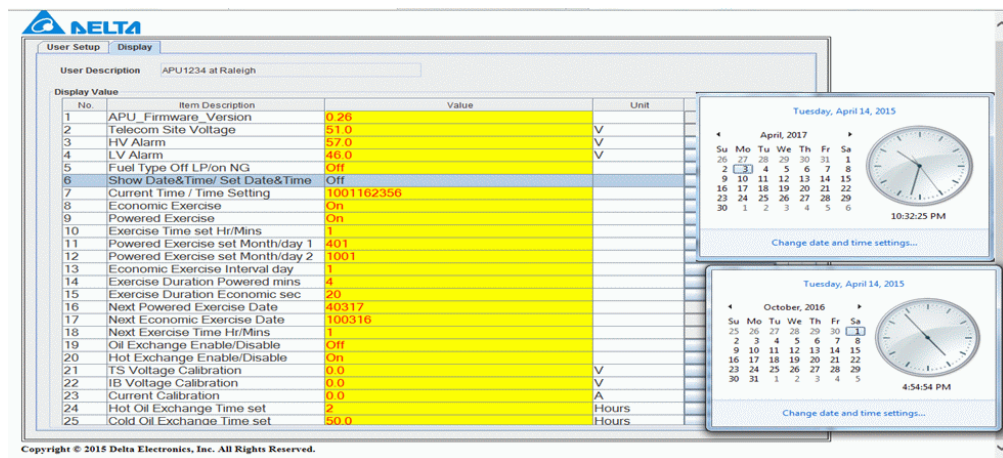 DELTA
User Setup Display
User Description APU1234 at Raleigh
Display Value
No. Item Description Value Unit
1 APU_Firmware_Version 0.26
2 Telecom Site Voltage 51.0 V
3 HV Alarm 57.0 V
4 LV Alarm 46.0 V
5 Fuel Type Off LP/on NG Off
6 Show Date&Time/ Set Date&Time Off
7 Current Time / Time Setting 1001162356
8 Economic Exercise On
9 Powered Exercise On
10 Exercise Time set Hr/Mins 1
11 Powered Exercise set Month/day 1 401
12 Powered Exercise set Month/day 2 1001
13 Economic Exercise Interval day 1
14 Exercise Duration Powered mins 4
15 Exercise Duration Economic sec 20
16 Next Powered Exercise Date 40317
17 Next Economic Exercise Date 100316
18 Next Exercise Time Hr/Mins 1
19 Oil Exchange Enable/Disable Off
20 Hot Exchange Enable/Disable On
21 TS Voltage Calibration 0.0 V
22 IB Voltage Calibration 0.0 V
23 Current Calibration 0.0 A
24 Hot Oil Exchange Time set 2 Hours
25 Cold Oil Exchange Time set 50.0 Hours
Tuesday, April 14, 2015
April, 2017
Su Mo Tu We Th Fr Sa
26 27 28 29 30 31 1
2 3 4 5 6 7 8
9 10 11 12 13 14 15
16 17 18 19 20 21 22
23 24 25 26 27 28 29
30 1 2 3 4 5 6
10:32:25 PM
Change date and time settings...
Tuesday, April 14, 2015
October, 2016
Su Mo Tu We Th Fr Sa
25 26 27 28 29 30 1
2 3 4 5 6 7 8
9 10 11 12 13 14 15
16 17 18 19 20 21 22
23 24 25 26 27 28 29
30 31 1 2 3 4 5
4:54:54 PM
Change date and time settings...
Copyright © 2015 Delta Electronics, Inc. All Rights Reserved.